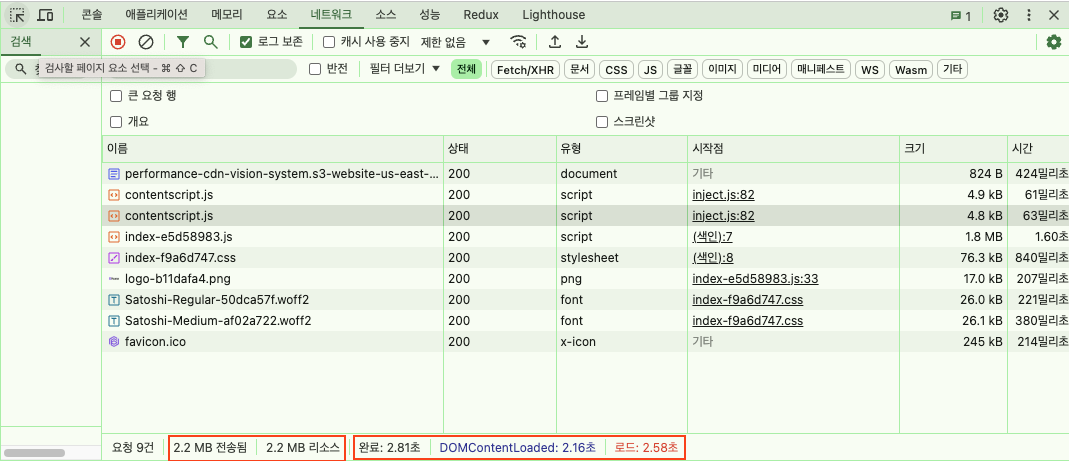 콘솔 애플리케이션 메모리 요소 네트워크 소스 성능 Redux Lighthouse 1
검색 로그 보존 캐시 사용 중지 제한 없음
검사할 페이지 요소 선택 - ⌘ ⇧ C 반전 필터 더보기 전체 Fetch/XHR 문서 CSS JS 글꼴 이미지 미디어 매니페스트 WS Wasm 기타
큰 요청 행 프레임별 그룹 지정
개요 스크린샷
이름 상태 유형 시작점 크기 시간
performance-cdn-vision-system.s3-website-us-east-... 200 document 기타 824 B 424밀리초
contentscript.js 200 script inject.js:82 4.9 kB 61밀리초
contentscript.js 200 script inject.js:82 4.8 kB 63밀리초
index-e5d58983.js 200 script (색인):7 1.8 MB 1.60초
index-f9a6d747.css 200 stylesheet (색인):8 76.3 kB 840밀리초
logo-b11dafa4.png 200 png index-e5d58983.js:33 17.0 kB 207밀리초
Satoshi-Regular-50dca57f.woff2 200 font index-f9a6d747.css 26.0 kB 221밀리초
Satoshi-Medium-af02a722.woff2 200 font index-f9a6d747.css 26.1 kB 380밀리초
favicon.ico 200 x-icon 기타 245 kB 214밀리초
요청 9건 2.2 MB 전송됨 2.2 MB 리소스 완료: 2.81초 DOMContentLoaded: 2.16초 로드: 2.58초